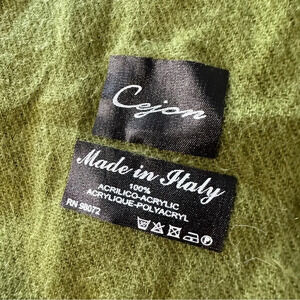 Cejon
Made in Italy
100%
ACRILICO-ACRYLIC
ACRYLIQUE-POLYACRYL
RN 98072